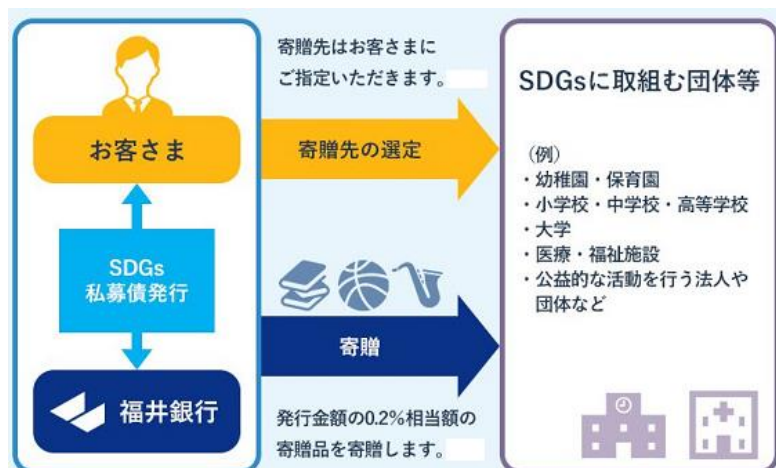 お客さま
SDGs
私募債発行
福井銀行
寄贈先はお客さまに
ご指定いただきます。
寄贈先の選定
寄贈
発行金額の0.2%相当額の
寄贈品を寄贈します。
SDGsに取組む団体等
（例）
・幼稚園・保育園
・小学校・中学校・高等学校
・大学
・医療・福祉施設
・公益的な活動を行う法人や
団体など